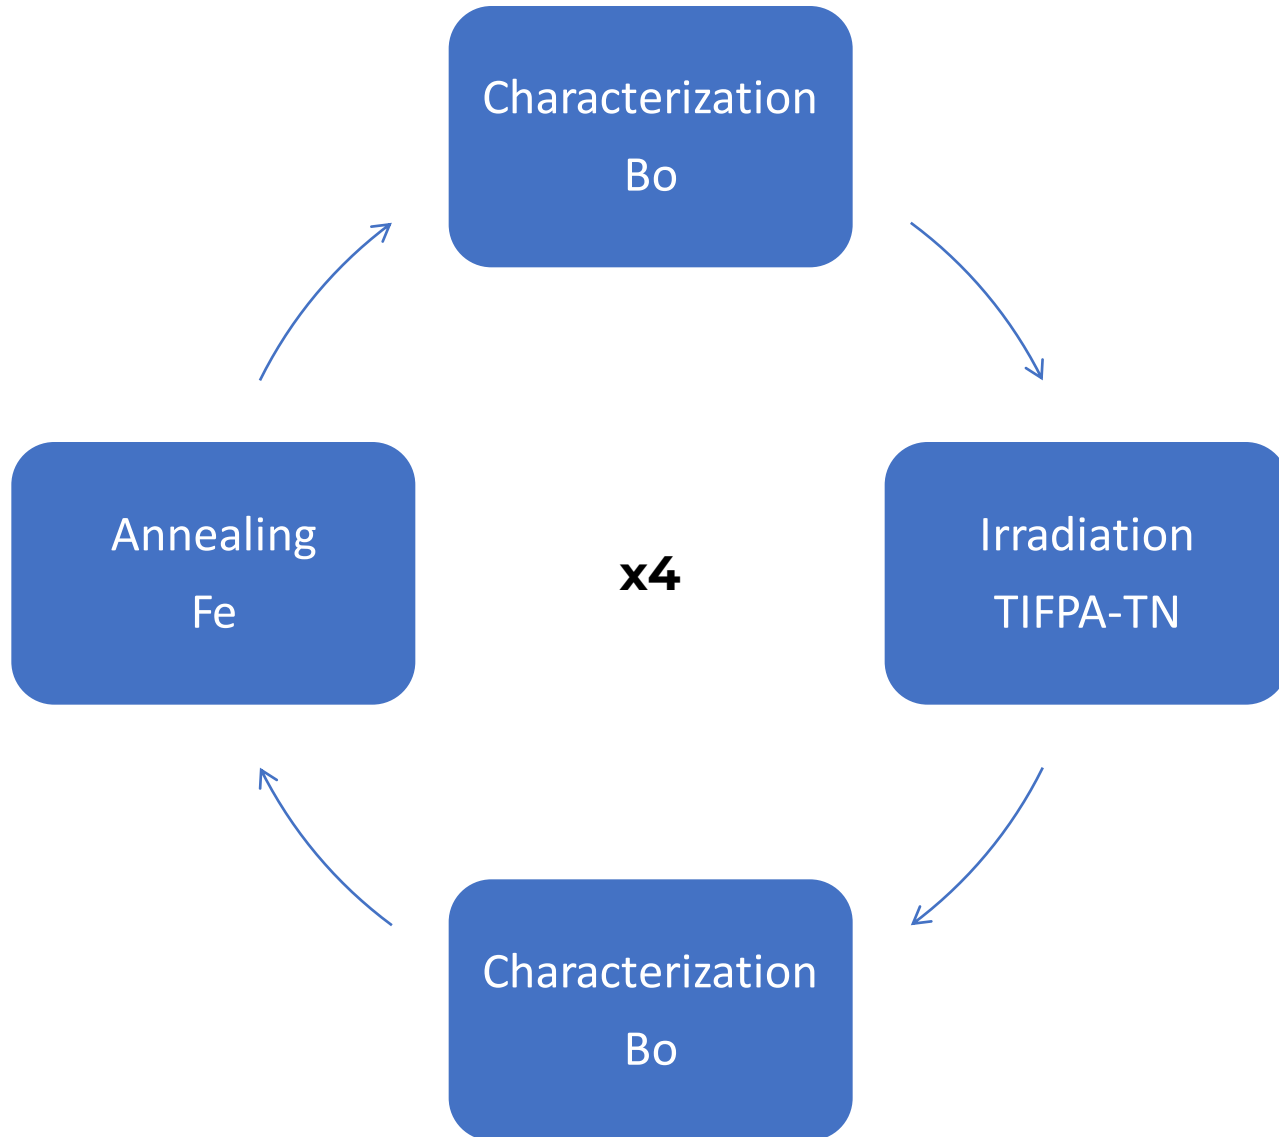 Characterization
Bo
Annealing
Fe
x4
Irradiation
TIFPA-TN
Characterization
Bo